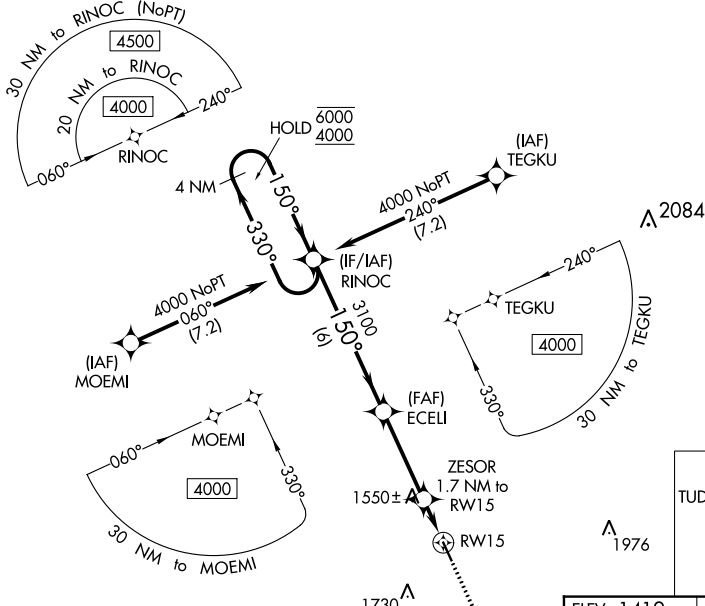 30 NM to RINOC (NoPT)
4500
20 NM to RINOC
4000
060°
240°
RINOC
HOLD 6000
4000
4 NM
150°
330°
(IAF)
TEGKU
4000 NoPT
240°
(7.2)
2084
(IF/IAF)
RINOC
4000 NoPT
060°
(7.2)
(IAF)
MOEMI
3100
150°
(6)
240°
TEGKU
4000
330°
30 NM to TEGKU
(FAF)
ECELI
MOEMI
060°
4000
330°
30 NM to MOEMI
ZESOR
1.7 NM to
RW15
1550±
RW15
TUD
1976
1730
ELEV 1410